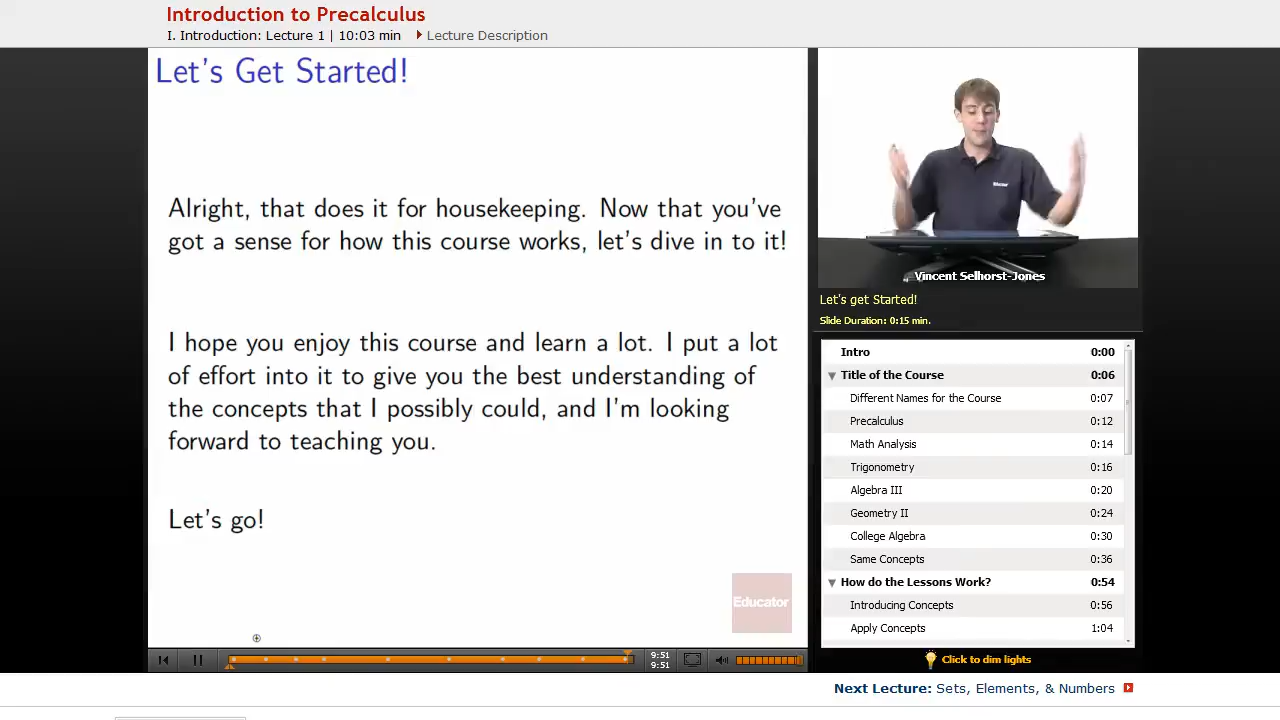 Introduction to Precalculus
I. Introduction: Lecture 1 | 10:03 min
Lecture Description
Let's Get Started!
Alright, that does it for housekeeping. Now that you've
got a sense for how this course works, let's dive in to it!
I hope you enjoy this course and learn a lot. I put a lot
of effort into it to give you the best understanding of
the concepts that I possibly could, and I'm looking
forward to teaching you.
Let's go!
Educator
9:51
9:51
Vincent Selhorst-Jones
Let's get Started!
Slide Duration: 0:15 min.
Intro 0:00
Title of the Course 0:06
Different Names for the Course 0:07
Precalculus 0:12
Math Analysis 0:14
Trigonometry 0:16
Algebra III 0:20
Geometry II 0:24
College Algebra 0:30
Same Concepts 0:36
How do the Lessons Work? 0:54
Introducing Concepts 0:56
Apply Concepts 1:04
Click to dim lights
Next Lecture: Sets, Elements, & Numbers